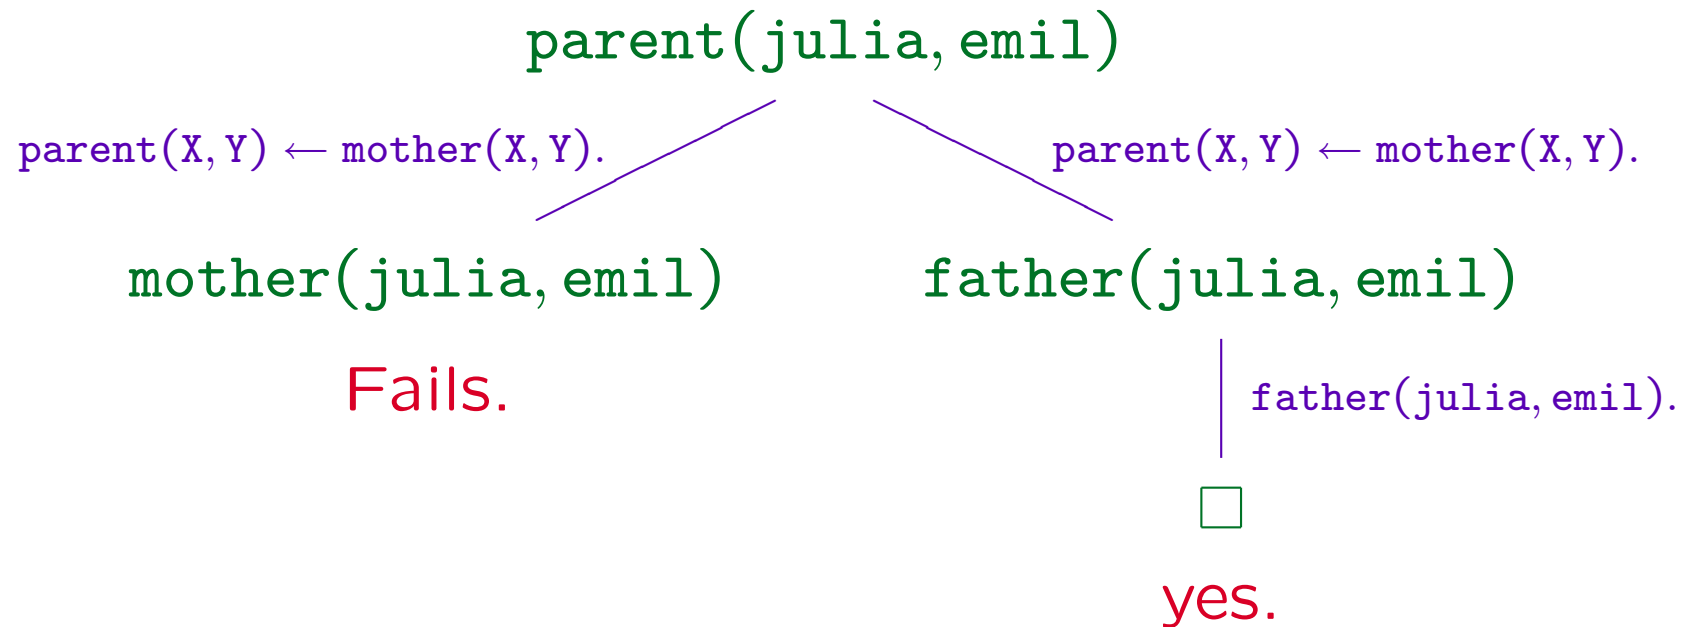 parent(julia, emil)
parent(X, Y) ← mother(X, Y). parent(X, Y) ← mother(X, Y).
mother(julia, emil) father(julia, emil)
Fails. father(julia, emil).
□
yes.